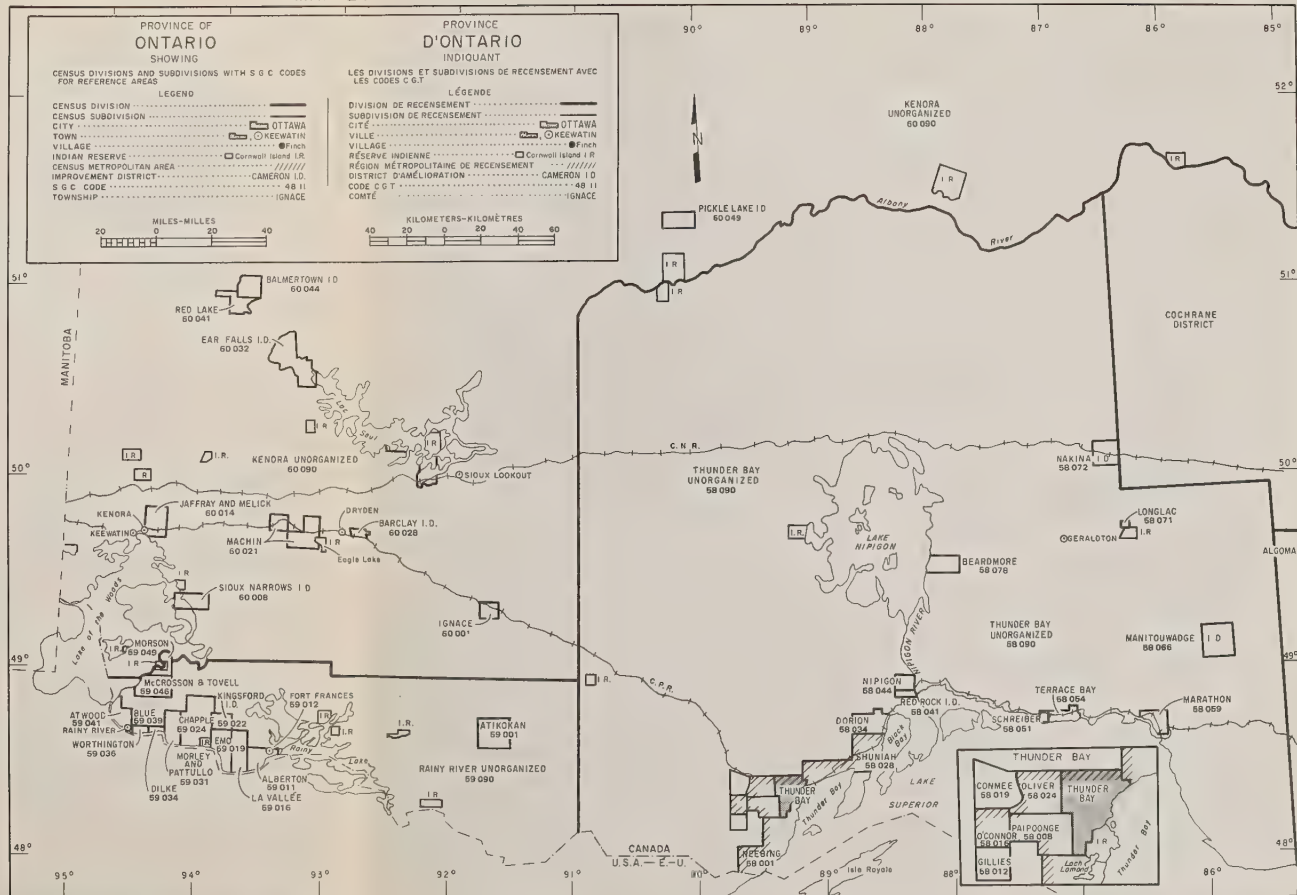 PROVINCE OF
ONTARIO
SHOWING
CENSUS DIVISIONS AND SUBDIVISIONS WITH S G C CODES
FOR REFERENCE AREAS
LEGEND
CENSUS DIVISION
CENSUS SUBDIVISION
CITY OTTAWA
TOWN , KEEWATIN
VILLAGE Finch
INDIAN RESERVE Cornwall Island I.R.
CENSUS METROPOLITAN AREA
IMPROVEMENT DISTRICT CAMERON I.D.
S G C CODE 48 11
TOWNSHIP IGNACE
MILES-MILLES
20 0 20 40
PROVINCE
D'ONTARIO
INDIQUANT
LES DIVISIONS ET SUBDIVISIONS DE RECENSEMENT AVEC
LES CODES C G.T
LÉGENDE
DIVISION DE RECENSEMENT
SUBDIVISION DE RECENSEMENT
CITÉ OTTAWA
VILLE , KEEWATIN
VILLAGE Finch
RÉSERVE INDIENNE Cornwall Island I R
RÉGION MÉTROPOLITAINE DE RECENSEMENT
DISTRICT D'AMÉLIORATION CAMERON I D
CODE C G T 48 11
COMTÉ IGNACE
KILOMETERS-KILOMÈTRES
40 20 0 20 40 60
90° 88° 87° 86°
52°
KENORA
UNORGANIZED
60 090
N
I R
I R
PICKLE LAKE I D
60 049
Albany
River
51°
51°
I R
I R
BALMERTOWN I D
60 044
RED LAKE
60 041
EAR FALLS I.D.
60 032
MANITOBA
COCHRANE
DISTRICT
Lac
Seul
I R
I R
I R
R
I.R.
KENORA UNORGANIZED
60 090
SIOUX LOOKOUT
C.N.R.
THUNDER BAY
UNORGANIZED
58 090
NAKINA I D
58 072
50°
50°
JAFFRAY AND MELICK
60 014
KENORA
KEEWATIN
MACHIN
60 021
DRYDEN
BARCLAY I.D.
60 028
I R
Eagle Lake
I.R.
LAKE
NIPIGON
LONGLAC
58 071
I.R
GERALDTON
ALGOMA
BEARDMORE
58 078
I R
SIOUX NARROWS I D
60 008
Lake of the Woods
IGNACE
60 001
THUNDER BAY
UNORGANIZED
58 090
MANITOUWADGE
58 066
I D
NIPIGON RIVER
49°
49°
I.R.
MORSON
59 049
I R
McCROSSON & TOVELL
59 046
I.R.
C.P.R.
NIPIGON
58 044
RED ROCK I.D.
58 041
TERRACE BAY
58 054
SCHREIBER
58 051
MARATHON
58 059
ATWOOD
59 041
RAINY RIVER
BLUE
59 039
WORTHINGTON
59 036
DILKE
59 034
CHAPPLE
59 024
KINGSFORD
I.D.
59 022
EMO
59 019
I R
MORLEY
AND
PATTULLO
59 031
FORT FRANCES
59 012
I R
I.R
Rainy
Lake
ALBERTON
59 011
LA VALLÉE
59 016
I.R.
ATIKOKAN
59 001
RAINY RIVER UNORGANIZED
59 090
I R
DORION
58 034
Black
Bay
SHUNIAH
58 028
THUNDER
BAY
Thunder Bay
LAKE
SUPERIOR
NEEBING
58 001
Isle Royale
CANADA
U.S.A.—E.-U.
THUNDER BAY
CONMEE
58 019
OLIVER
58 024
THUNDER
BAY
O'CONNOR
58 016
PAIPOONGE
58 008
GILLIES
58 012
I R
Loch
Lomond
Thunder Bay
48°
48°
95° 94° 92° 93° 91° 90° 89° 88° 86°